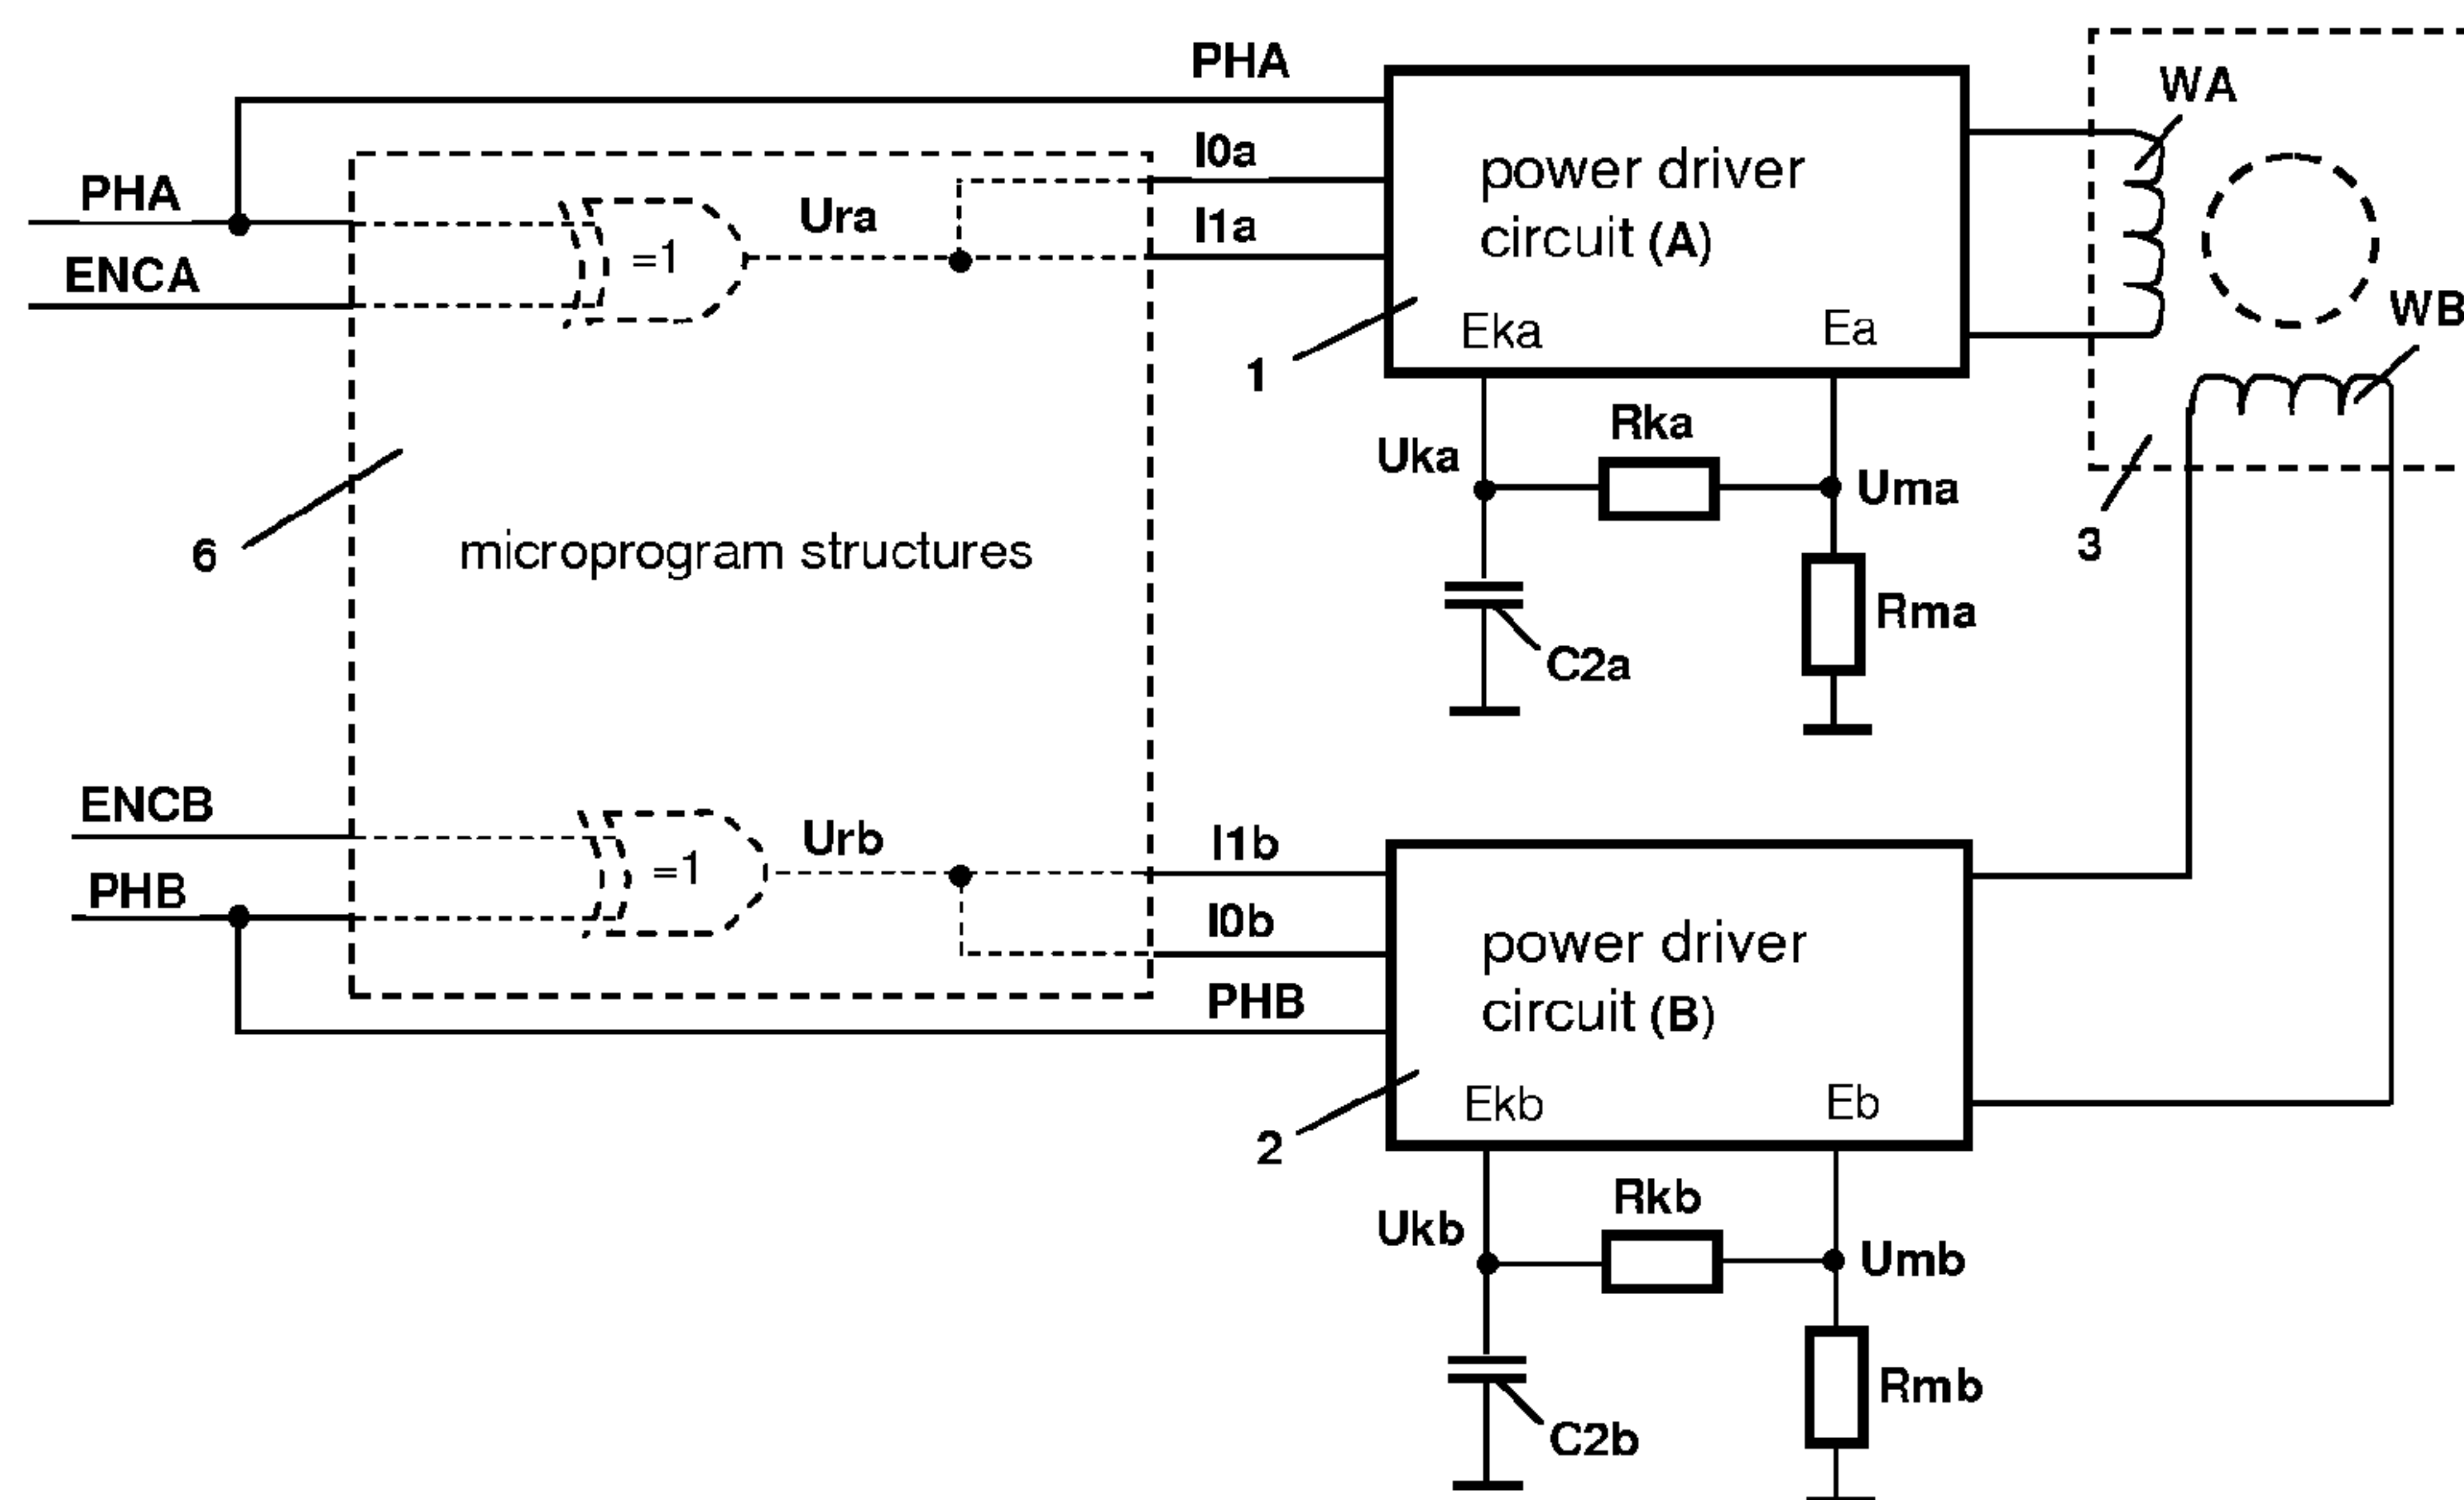 PHA
WA
I0a
power driver
PHA
Ura
I1a
circuit (A)
=1
ENCA
WB
Eka
Ea
1
Rka
Uka
Uma
6
microprogram structures
3
Rma
C2a
ENCB
Urb
I1b
=1
PHB
I0b
power driver
PHB
circuit (B)
Ekb
Eb
2
Rkb
Ukb
Umb
Rmb
C2b